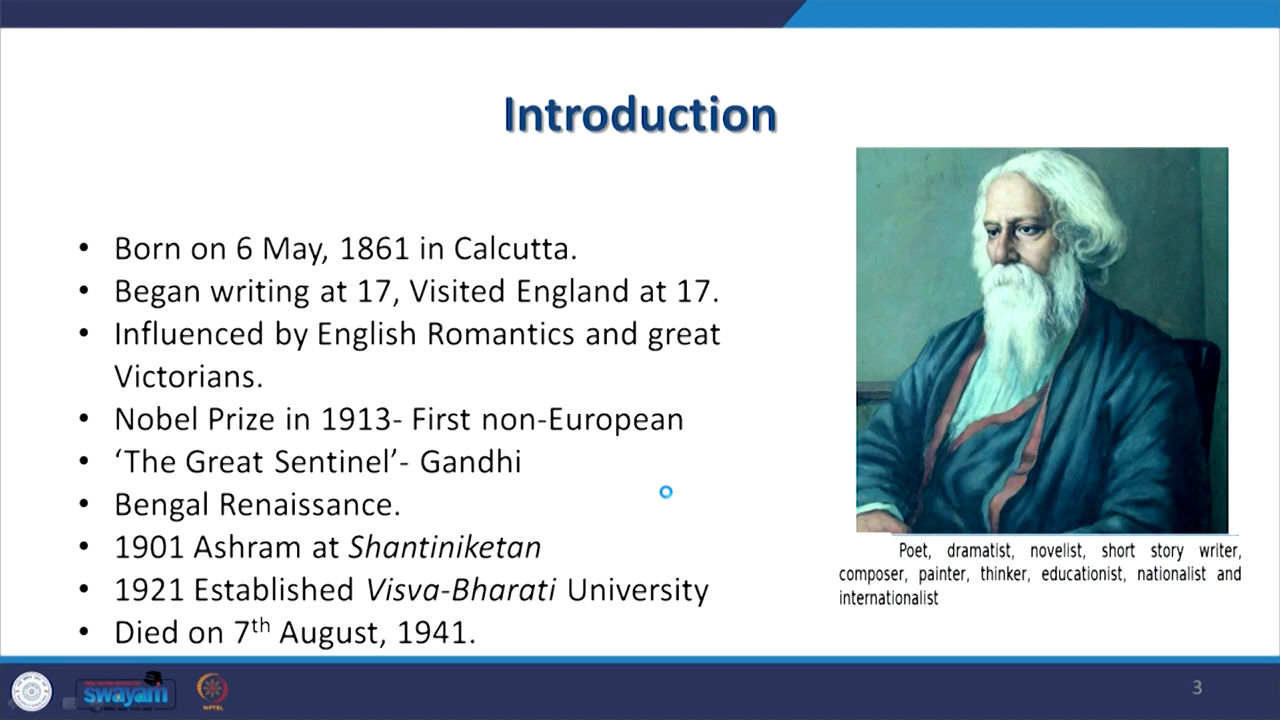 Introduction
• Born on 6 May, 1861 in Calcutta.
• Began writing at 17, Visited England at 17.
• Influenced by English Romantics and great
Victorians.
• Nobel Prize in 1913- First non-European
• ‘The Great Sentinel’- Gandhi
• Bengal Renaissance.
• 1901 Ashram at Shantiniketan
• 1921 Established Visva-Bharati University
• Died on 7th August, 1941.
Poet, dramatist, novelist, short story writer,
composer, painter, thinker, educationist, nationalist and
internationalist
swayam
NPTEL
3